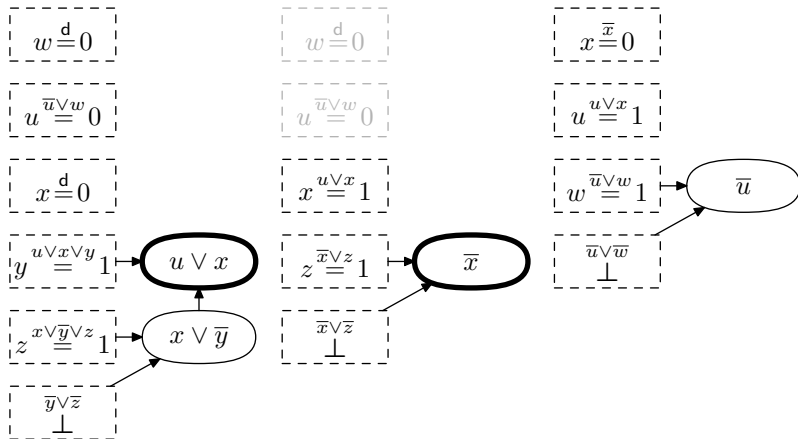 w =^d 0
u =^{u̅∨w} 0
x =^d 0
y =^{u∨x∨y} 1
u ∨ x
z =^{x∨y̅∨z} 1
x ∨ y̅
⊥^{y̅∨z̅}
w =^d 0
u =^{u̅∨w} 0
x =^{u∨x} 1
z =^{x̅∨z} 1
x̅
⊥^{x̅∨z̅}
x =^{x̅} 0
u =^{u∨x} 1
w =^{u̅∨w} 1
u̅
⊥^{u̅∨w̅}